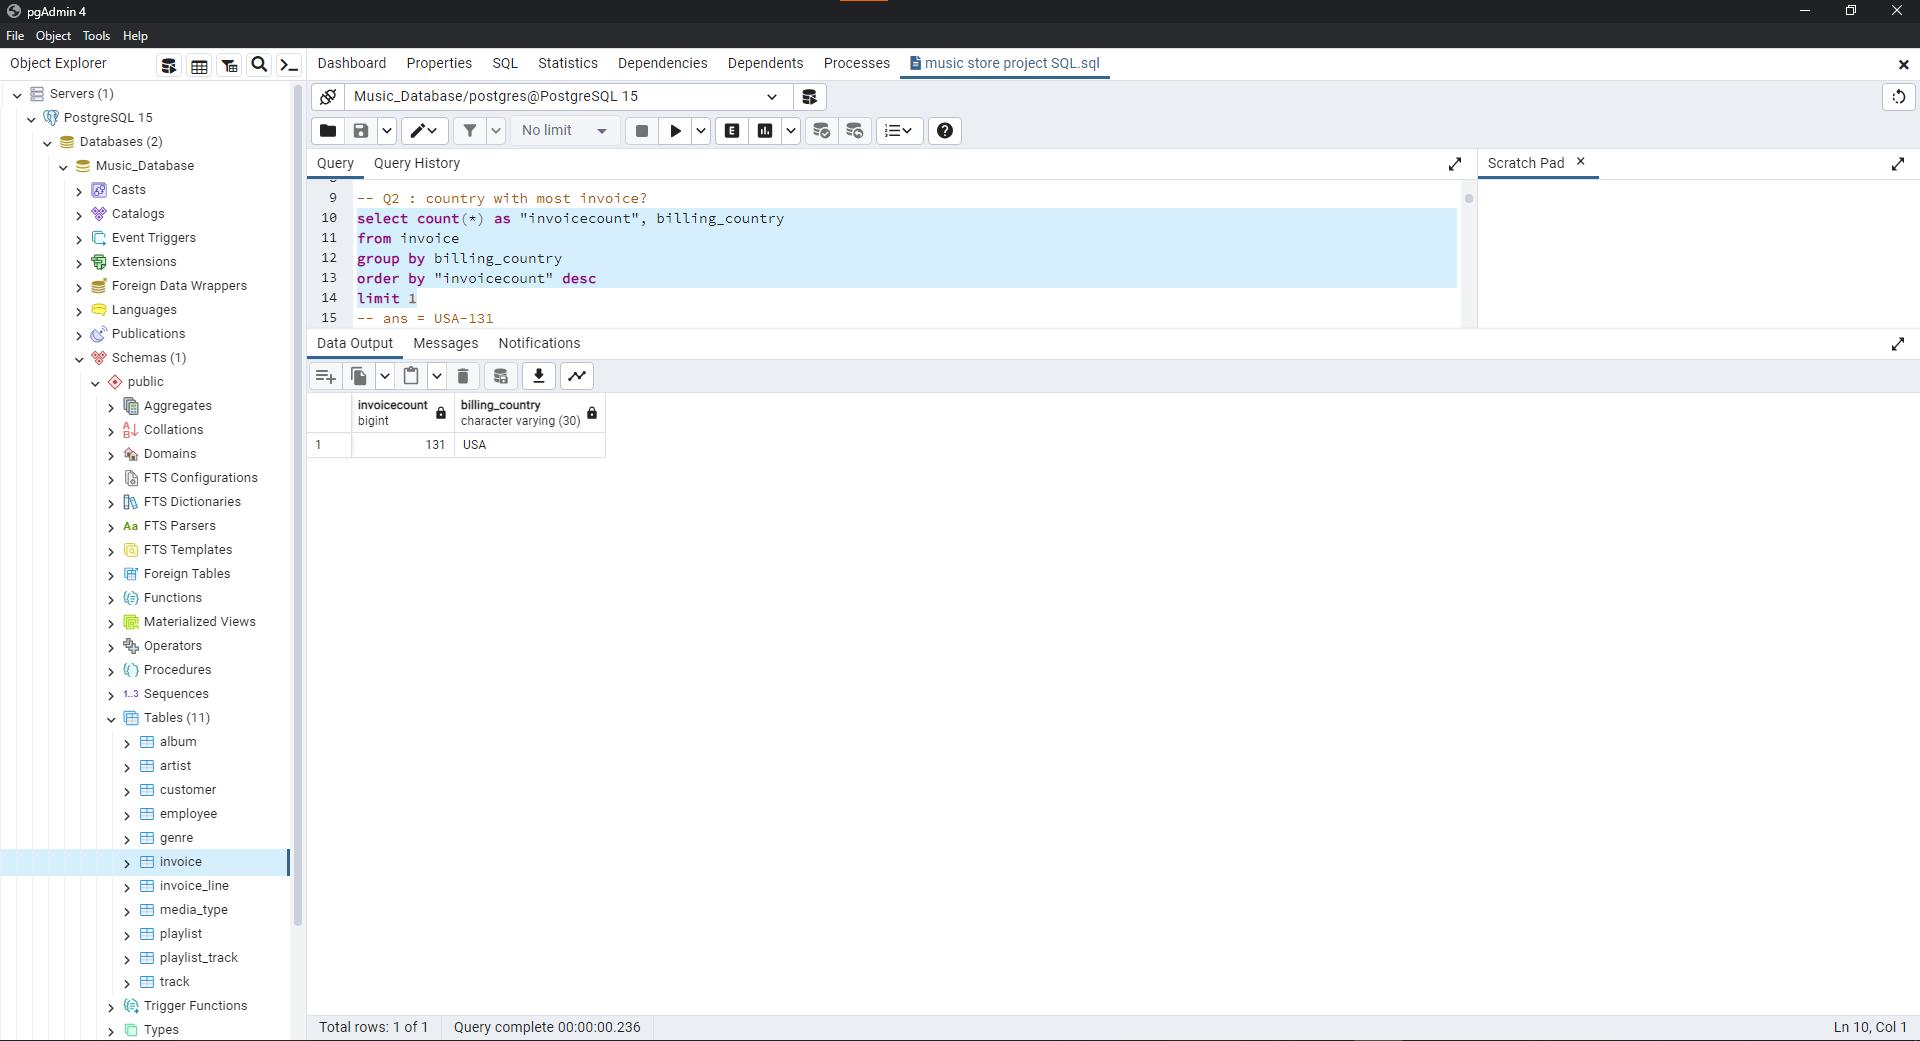 pgAdmin 4
File Object Tools Help
Object Explorer
Dashboard Properties SQL Statistics Dependencies Dependents Processes music store project SQL.sql
Servers (1)
PostgreSQL 15
Databases (2)
Music_Database
Casts
Catalogs
Event Triggers
Extensions
Foreign Data Wrappers
Languages
Publications
Schemas (1)
public
Aggregates
Collations
Domains
FTS Configurations
FTS Dictionaries
Aa FTS Parsers
FTS Templates
Foreign Tables
Functions
Materialized Views
Operators
Procedures
1..3 Sequences
Tables (11)
album
artist
customer
employee
genre
invoice
invoice_line
media_type
playlist
playlist_track
track
Trigger Functions
Types
Music_Database/postgres@PostgreSQL 15
No limit
E
Query Query History
Scratch Pad
9 -- Q2 : country with most invoice?
10 select count(*) as "invoicecount", billing_country
11 from invoice
12 group by billing_country
13 order by "invoicecount" desc
14 limit 1
15 -- ans = USA-131
Data Output Messages Notifications
invoicecount billing_country
bigint character varying (30)
1 131 USA
Total rows: 1 of 1 Query complete 00:00:00.236 Ln 10, Col 1